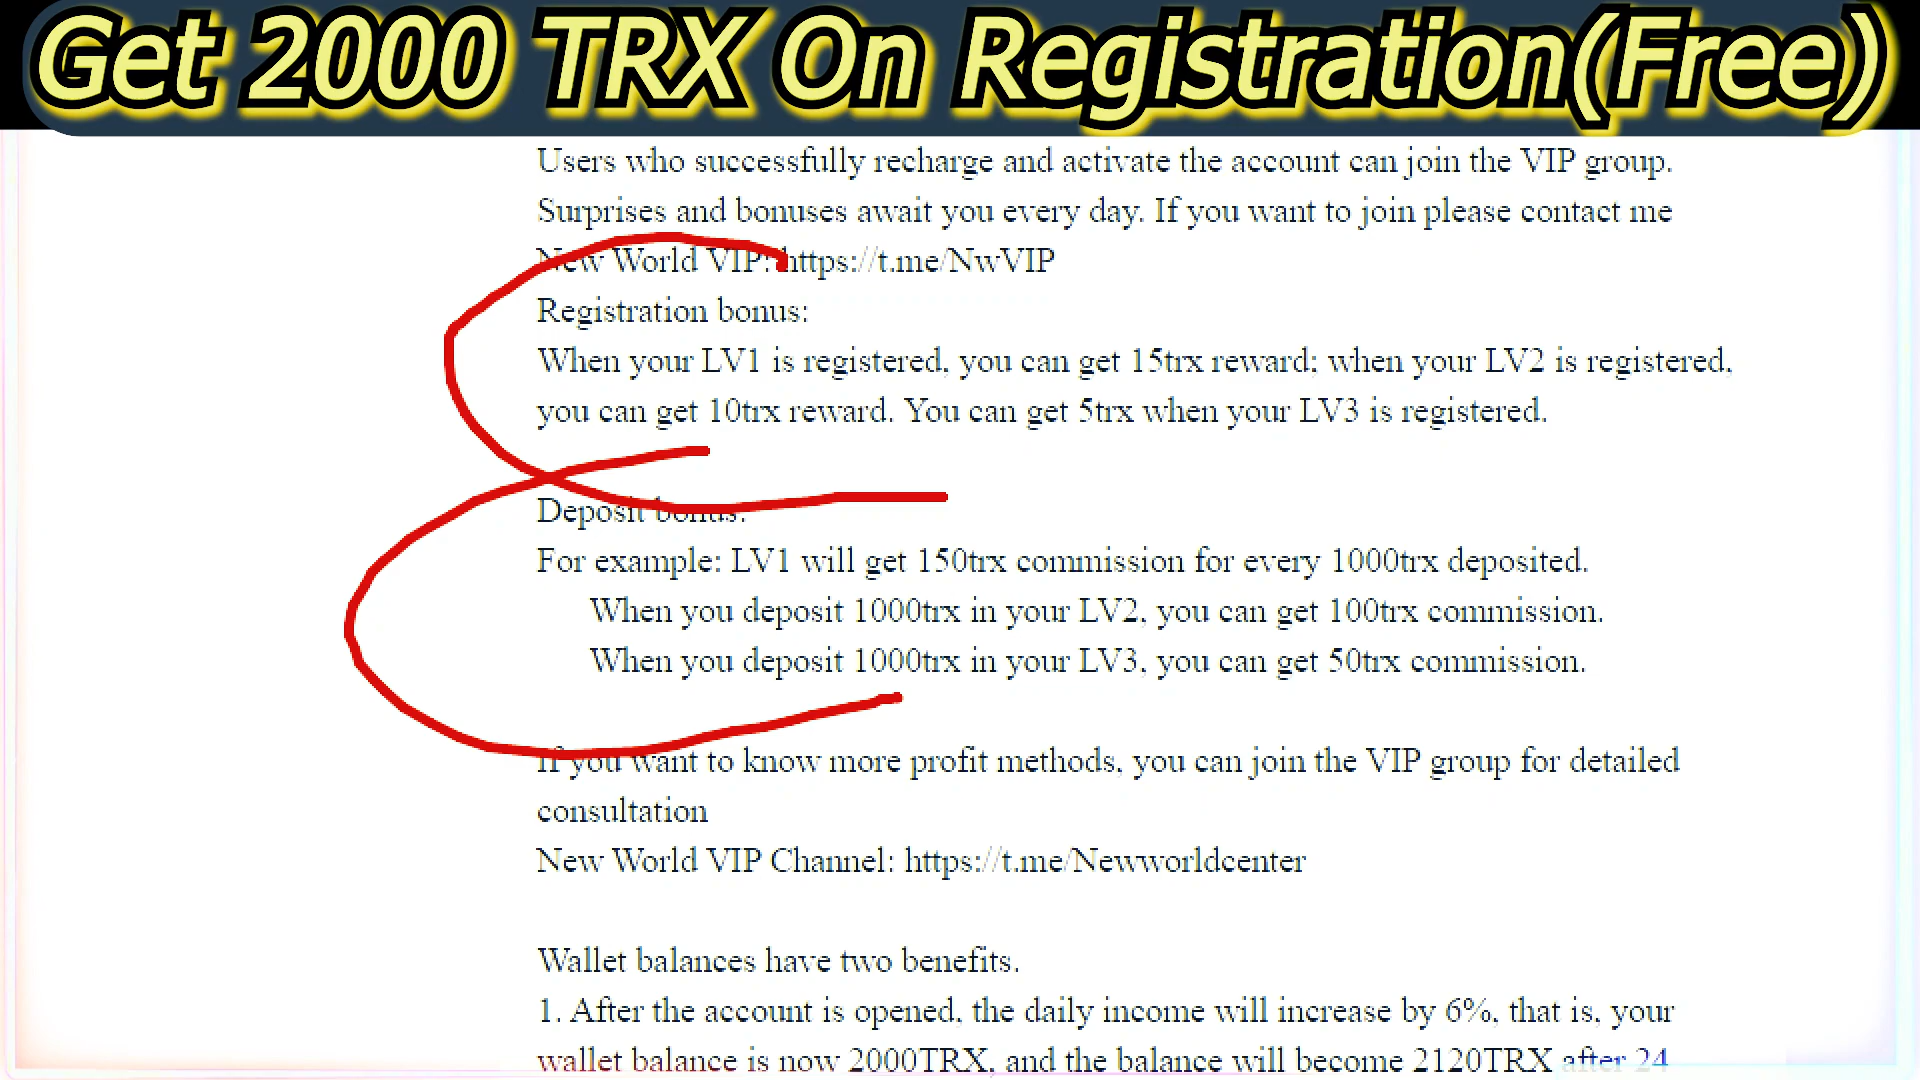 Get 2000 TRX On Registration(Free)
Users who successfully recharge and activate the account can join the VIP group.
Surprises and bonuses await you every day. If you want to join please contact me
New World VIP: https://t.me/NwVIP
Registration bonus:
When your LV1 is registered, you can get 15trx reward; when your LV2 is registered,
you can get 10trx reward. You can get 5trx when your LV3 is registered.
Deposit bonus:
For example: LV1 will get 150trx commission for every 1000trx deposited.
When you deposit 1000trx in your LV2, you can get 100trx commission.
When you deposit 1000trx in your LV3, you can get 50trx commission.
If you want to know more profit methods, you can join the VIP group for detailed
consultation
New World VIP Channel: https://t.me/Newworldcenter
Wallet balances have two benefits.
1. After the account is opened, the daily income will increase by 6%, that is, your
wallet balance is now 2000TRX, and the balance will become 2120TRX after 24